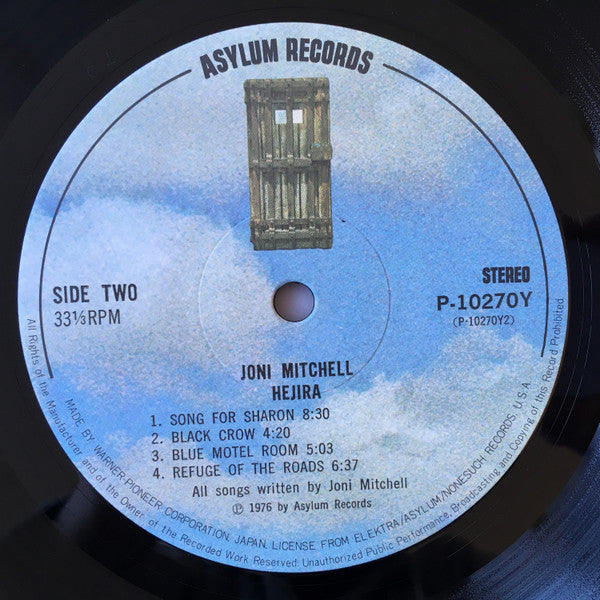 ASYLUM RECORDS
SIDE TWO
33⅓RPM
STEREO
P-10270Y
(P-10270Y2)
JONI MITCHELL
HEJIRA
1. SONG FOR SHARON 8:30
2. BLACK CROW 4:20
3. BLUE MOTEL ROOM 5:03
4. REFUGE OF THE ROADS 6:37
All songs written by Joni Mitchell
Ⓟ 1976 by Asylum Records
MADE BY WARNER-PIONEER CORPORATION, JAPAN. LICENSE FROM ELEKTRA/ASYLUM/NONESUCH RECORDS, U.S.A.
All Rights of the Manufacturer and of the Owner of the Recorded Work Reserved. Unauthorized Public Performance, Broadcasting and Copying of this Record Prohibited.